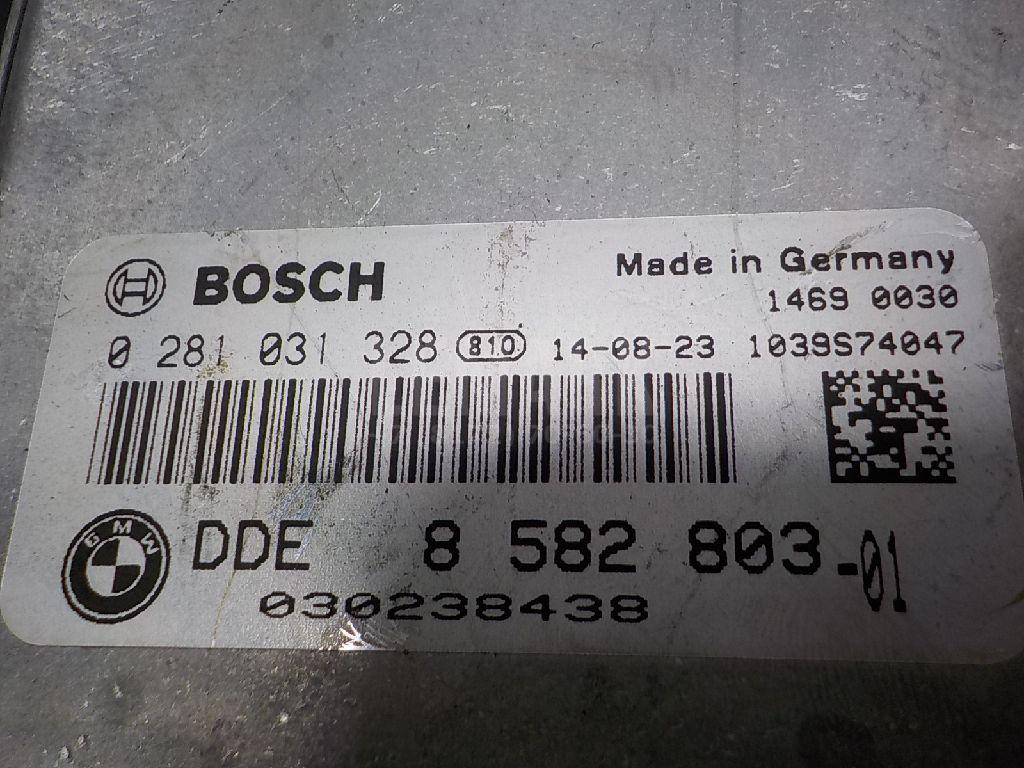 BOSCH
Made in Germany
1469 0030
0 281 031 328 810 14-08-23 1039S74047
BMW
DDE 8 582 803-01
030238438